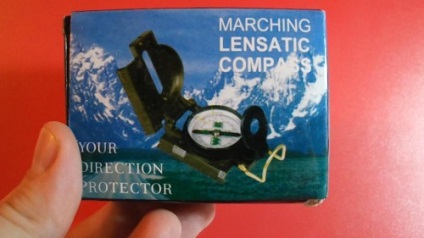 MARCHING
LENSATIC
COMPASS
YOUR
DIRECTION
PROTECTOR